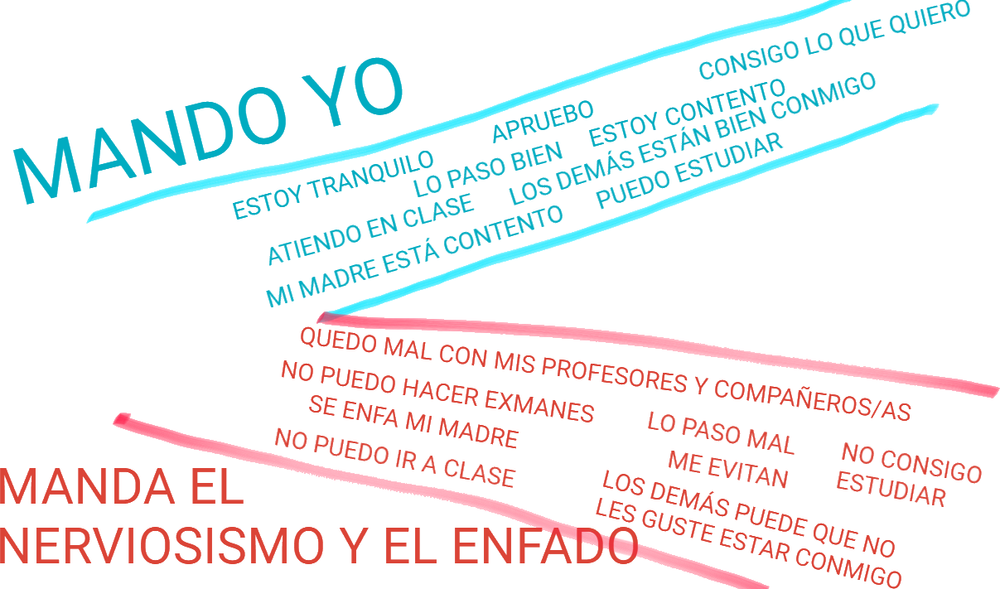 MANDO YO
CONSIGO LO QUE QUIERO
APRUEBO
ESTOY CONTENTO
ESTOY TRANQUILO
LO PASO BIEN
LOS DEMÁS ESTÁN BIEN CONMIGO
ATIENDO EN CLASE
PUEDO ESTUDIAR
MI MADRE ESTÁ CONTENTO
QUEDO MAL CON MIS PROFESORES Y COMPAÑEROS/AS
NO PUEDO HACER EXMANES
SE ENFA MI MADRE
NO PUEDO IR A CLASE
LO PASO MAL
ME EVITAN
NO CONSIGO
ESTUDIAR
LOS DEMÁS PUEDE QUE NO
LES GUSTE ESTAR CONMIGO
MANDA EL
NERVIOSISMO Y EL ENFADO